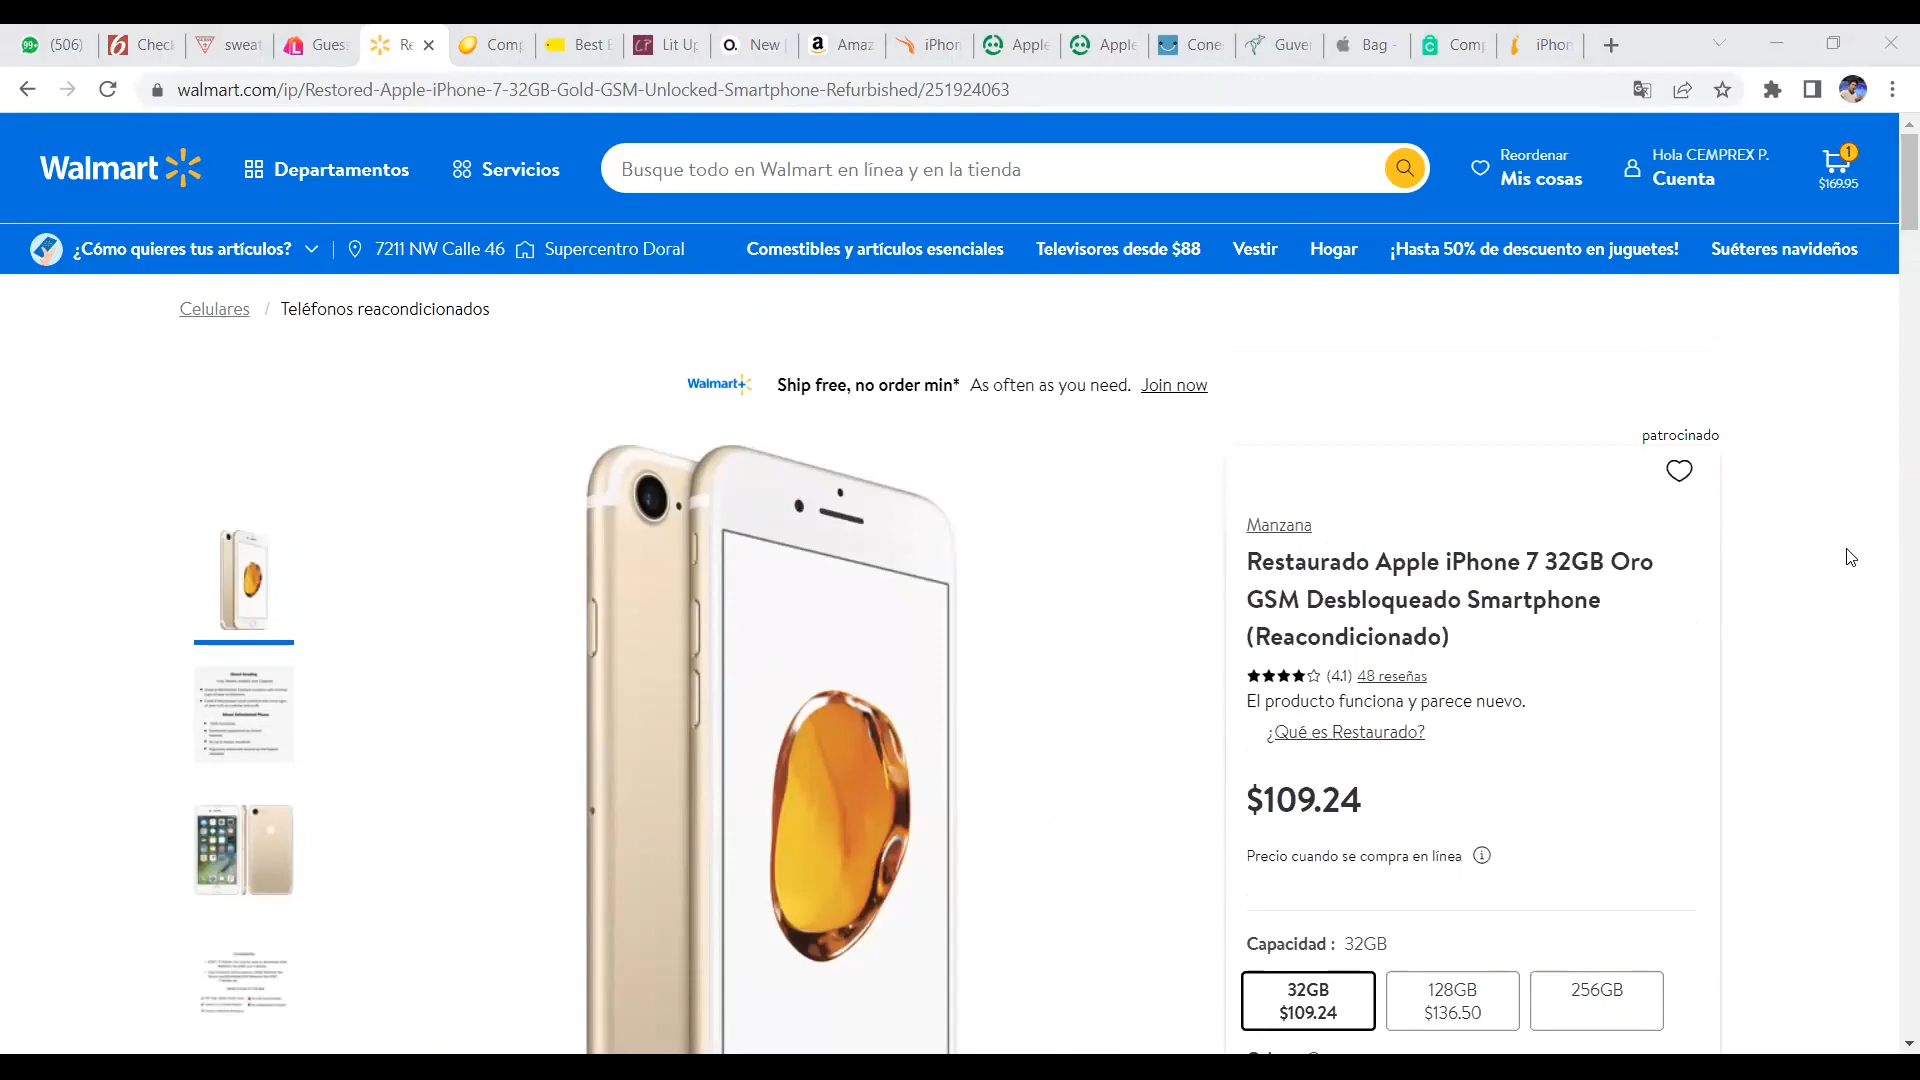 99+ (506) Check sweat Guess Re Comp Best B Lit Up New Amaz iPhon Apple Apple Cone Guver Bag - Comp iPhon
walmart.com/ip/Restored-Apple-iPhone-7-32GB-Gold-GSM-Unlocked-Smartphone-Refurbished/251924063
Walmart Departamentos Servicios Busque todo en Walmart en línea y en la tienda
Reordenar
Mis cosas
Hola CEMPREX P.
Cuenta
1
$169.95
¿Cómo quieres tus artículos? 7211 NW Calle 46 Supercentro Doral Comestibles y artículos esenciales Televisores desde $88 Vestir Hogar ¡Hasta 50% de descuento en juguetes! Suéteres navideños
Celulares / Teléfonos reacondicionados
Walmart+ Ship free, no order min* As often as you need. Join now
patrocinado
Manzana
Restaurado Apple iPhone 7 32GB Oro
GSM Desbloqueado Smartphone
(Reacondicionado)
(4.1) 48 reseñas
El producto funciona y parece nuevo.
¿Qué es Restaurado?
$109.24
Precio cuando se compra en línea
Capacidad : 32GB
32GB
$109.24
128GB
$136.50
256GB